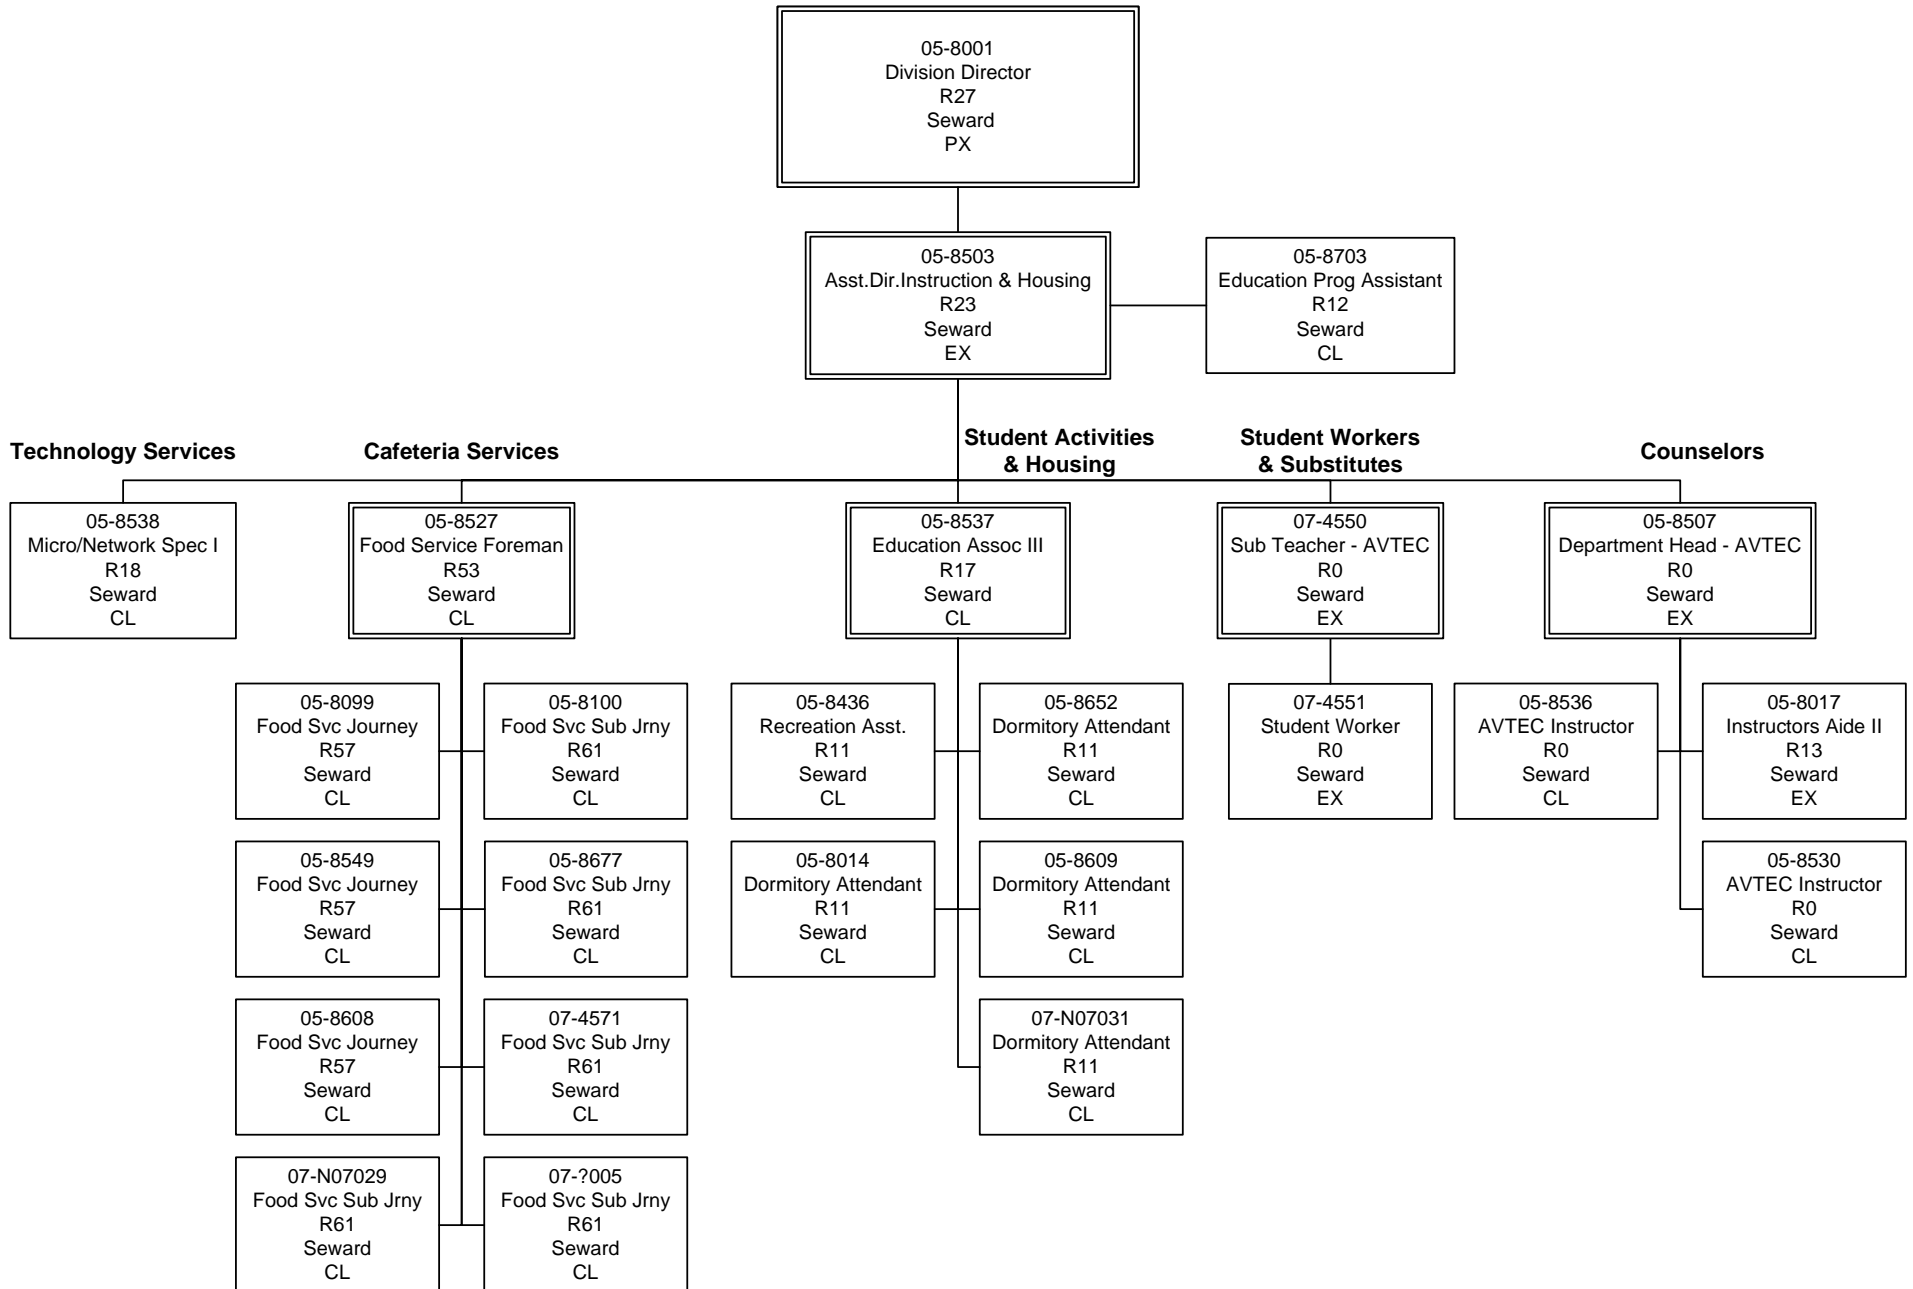 05-8001
Division Director
R27
Seward
PX
05-8503
Asst.Dir.Instruction & Housing
R23
Seward
EX
05-8703
Education Prog Assistant
R12
Seward
CL
Technology Services
Cafeteria Services
Student Activities
& Housing
Student Workers
& Substitutes
Counselors
05-8538
Micro/Network Spec I
R18
Seward
CL
05-8527
Food Service Foreman
R53
Seward
CL
05-8537
Education Assoc III
R17
Seward
CL
07-4550
Sub Teacher - AVTEC
R0
Seward
EX
05-8507
Department Head - AVTEC
R0
Seward
EX
05-8099
Food Svc Journey
R57
Seward
CL
05-8100
Food Svc Sub Jrny
R61
Seward
CL
05-8436
Recreation Asst.
R11
Seward
CL
05-8652
Dormitory Attendant
R11
Seward
CL
07-4551
Student Worker
R0
Seward
EX
05-8536
AVTEC Instructor
R0
Seward
CL
05-8017
Instructors Aide II
R13
Seward
EX
05-8549
Food Svc Journey
R57
Seward
CL
05-8677
Food Svc Sub Jrny
R61
Seward
CL
05-8014
Dormitory Attendant
R11
Seward
CL
05-8609
Dormitory Attendant
R11
Seward
CL
05-8530
AVTEC Instructor
R0
Seward
CL
05-8608
Food Svc Journey
R57
Seward
CL
07-4571
Food Svc Sub Jrny
R61
Seward
CL
07-N07031
Dormitory Attendant
R11
Seward
CL
07-N07029
Food Svc Sub Jrny
R61
Seward
CL
07-?005
Food Svc Sub Jrny
R61
Seward
CL